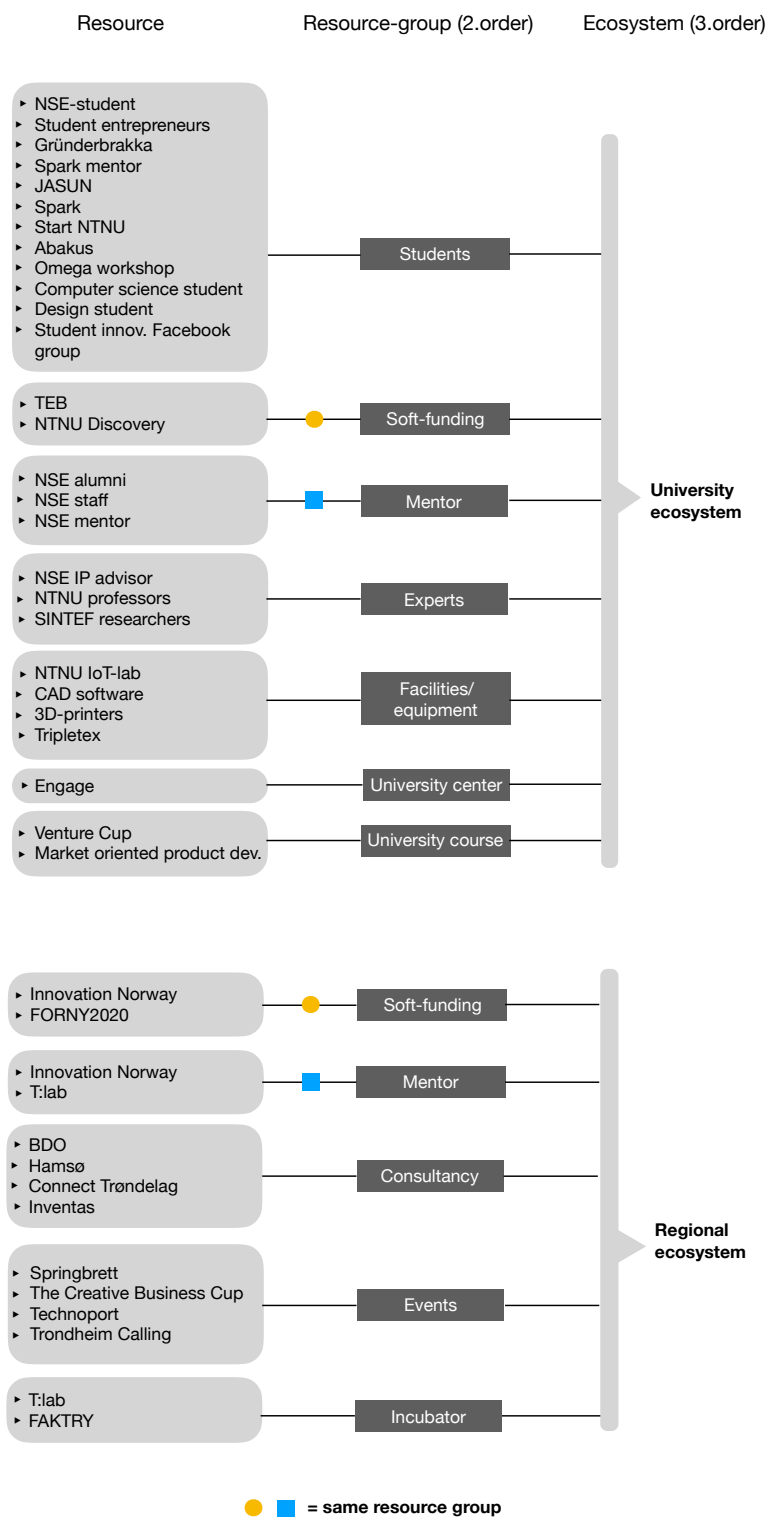 Resource Resource-group (2.order) Ecosystem (3.order)
‣ NSE-student
‣ Student entrepreneurs
‣ Gründerbrakka
‣ Spark mentor
‣ JASUN
‣ Spark
‣ Start NTNU
‣ Abakus
‣ Omega workshop
‣ Computer science student
‣ Design student
‣ Student innov. Facebook
group
Students
‣ TEB
‣ NTNU Discovery
Soft-funding
‣ NSE alumni
‣ NSE staff
‣ NSE mentor
Mentor
‣ NSE IP advisor
‣ NTNU professors
‣ SINTEF researchers
Experts
‣ NTNU IoT-lab
‣ CAD software
‣ 3D-printers
‣ Tripletex
Facilities/
equipment
‣ Engage
University center
‣ Venture Cup
‣ Market oriented product dev.
University course
University
ecosystem
‣ Innovation Norway
‣ FORNY2020
Soft-funding
‣ Innovation Norway
‣ T:lab
Mentor
‣ BDO
‣ Hamsø
‣ Connect Trøndelag
‣ Inventas
Consultancy
‣ Springbrett
‣ The Creative Business Cup
‣ Technoport
‣ Trondheim Calling
Events
‣ T:lab
‣ FAKTRY
Incubator
Regional
ecosystem
= same resource group